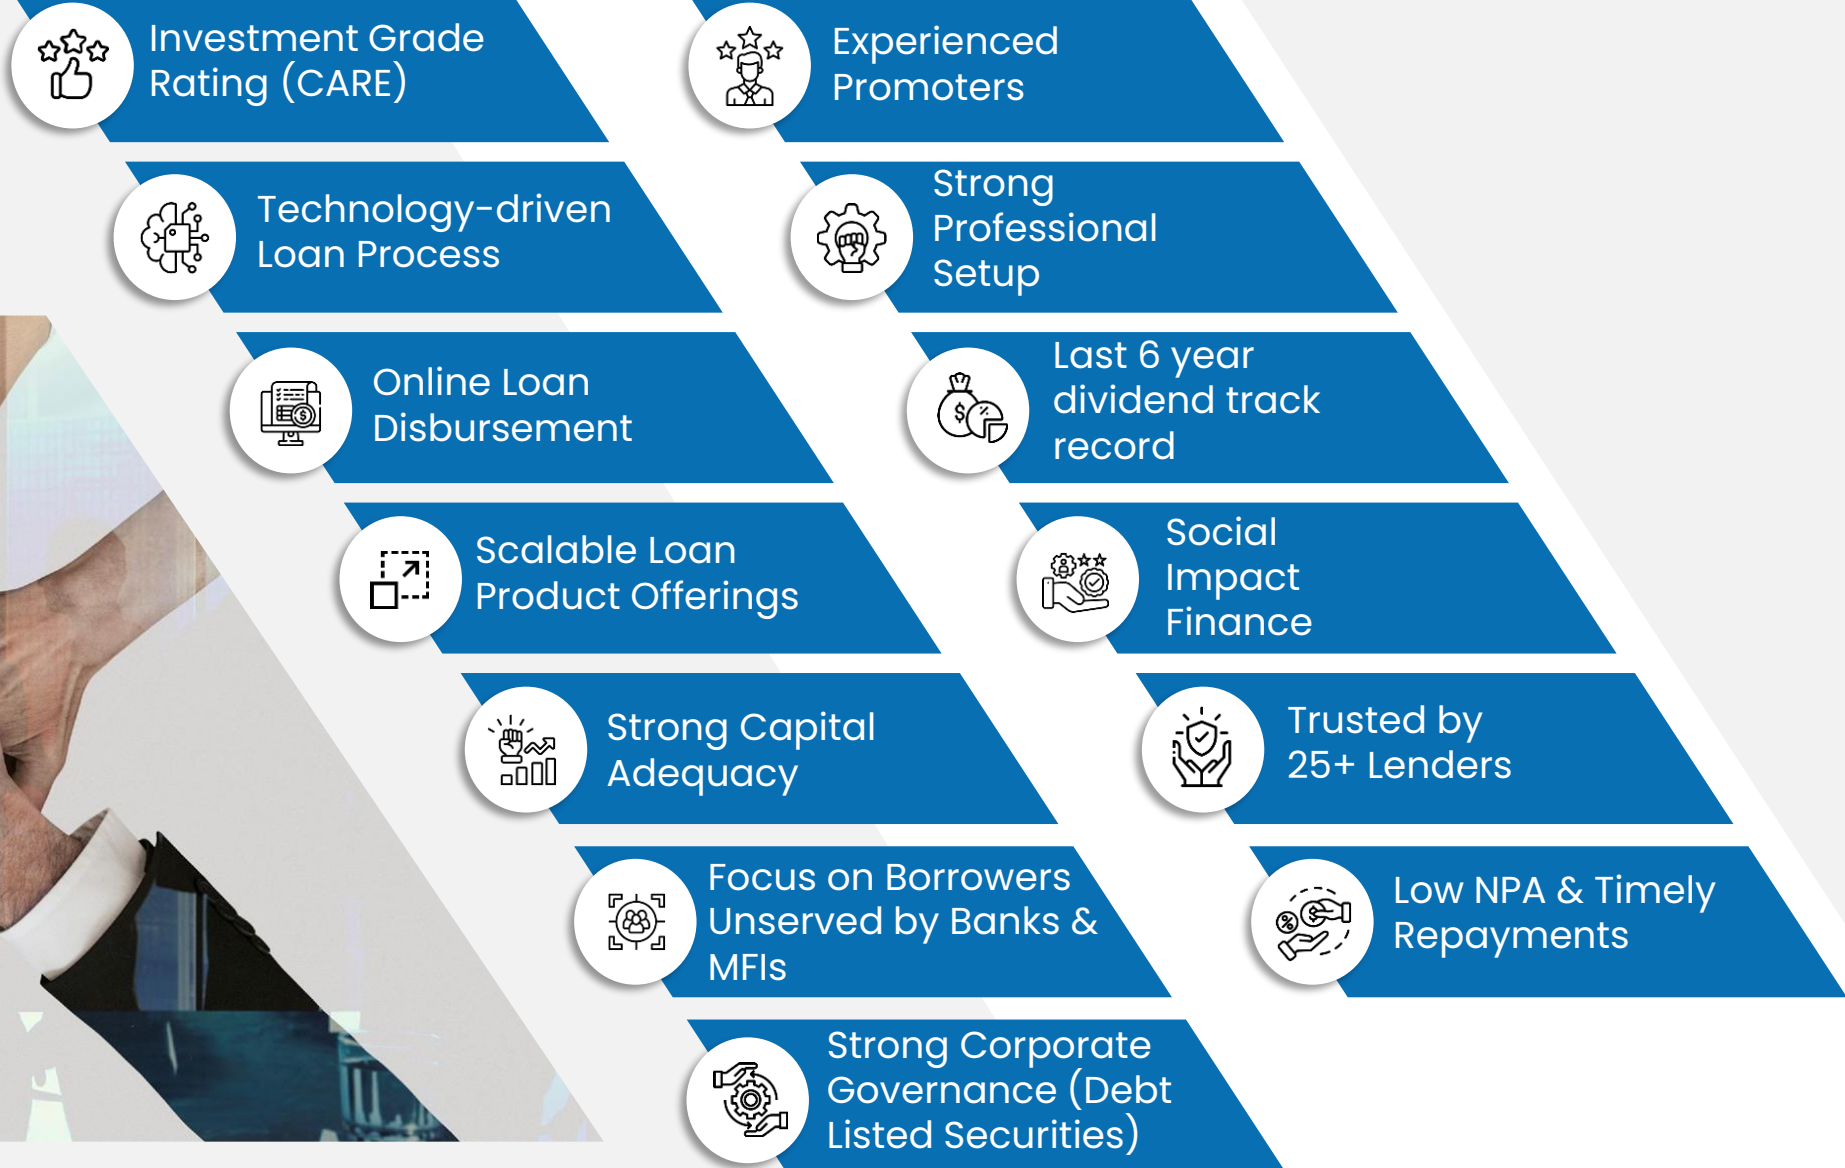 Investment Grade
Rating (CARE)
Experienced
Promoters
Technology-driven
Loan Process
Strong
Professional
Setup
Online Loan
Disbursement
Last 6 year
dividend track
record
Scalable Loan
Product Offerings
Social
Impact
Finance
Strong Capital
Adequacy
Trusted by
25+ Lenders
Focus on Borrowers
Unserved by Banks &
MFIs
Low NPA & Timely
Repayments
Strong Corporate
Governance (Debt
Listed Securities)